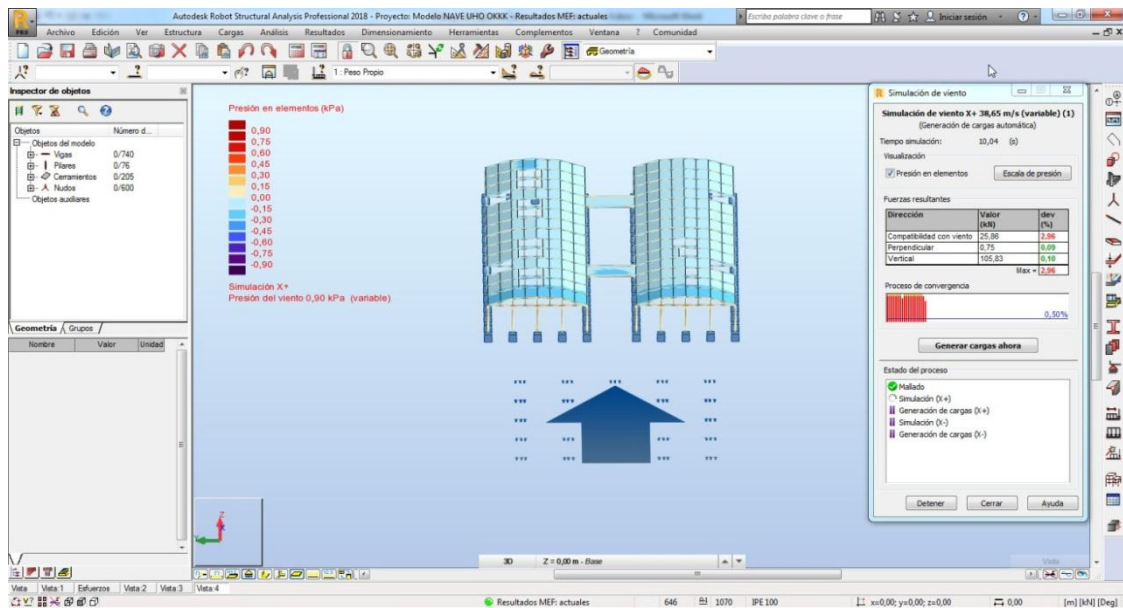 Autodesk Robot Structural Analysis Professional 2018 - Proyecto: Modelo NAVE UHO OKKK - Resultados MEF: actuales
Escriba palabra clave o frase
Iniciar sesión
PRO
Archivo Edición Ver Estructura Cargas Análisis Resultados Dimensionamiento Herramientas Complementos Ventana ? Comunidad
Geometría
1 : Peso Propio
Inspector de objetos
Objetos Número d...
Objetos del modelo
Vigas 0/740
Pilares 0/76
Cerramientos 0/205
Nudos 0/600
Objetos auxiliares
Geometría Grupos
Nombre Valor Unidad
Presión en elementos (kPa)
0,90
0,75
0,60
0,45
0,30
0,15
0,00
-0,15
-0,30
-0,45
-0,60
-0,75
-0,90
Simulación X+
Presión del viento 0,90 kPa (variable)
Simulación de viento
Simulación de viento X+ 38,65 m/s (variable) (1)
(Generación de cargas automática)
Tiempo simulación: 10,04 (s)
Visualización
Presión en elementos
Escala de presión
Fuerzas resultantes
Dirección Valor (kN) dev (%)
Compatibilidad con viento 25,86 2,96
Perpendicular 0,75 0,09
Vertical 105,83 0,10
Max = 2,96
Proceso de convergencia
0,50%
Generar cargas ahora
Estado del proceso
Mallado
Simulación (X+)
Generación de cargas (X+)
Simulación (X-)
Generación de cargas (X-)
Detener Cerrar Ayuda
Z
X
Y
3D Z = 0,00 m - Base
Vista
Vista Vista:1 Esfuerzos Vista:2 Vista:3 Vista:4
Resultados MEF: actuales 646 1070 IPE 100 x=0,00; y=0,00; z=0,00 0,00 [m] [kN] [Deg]